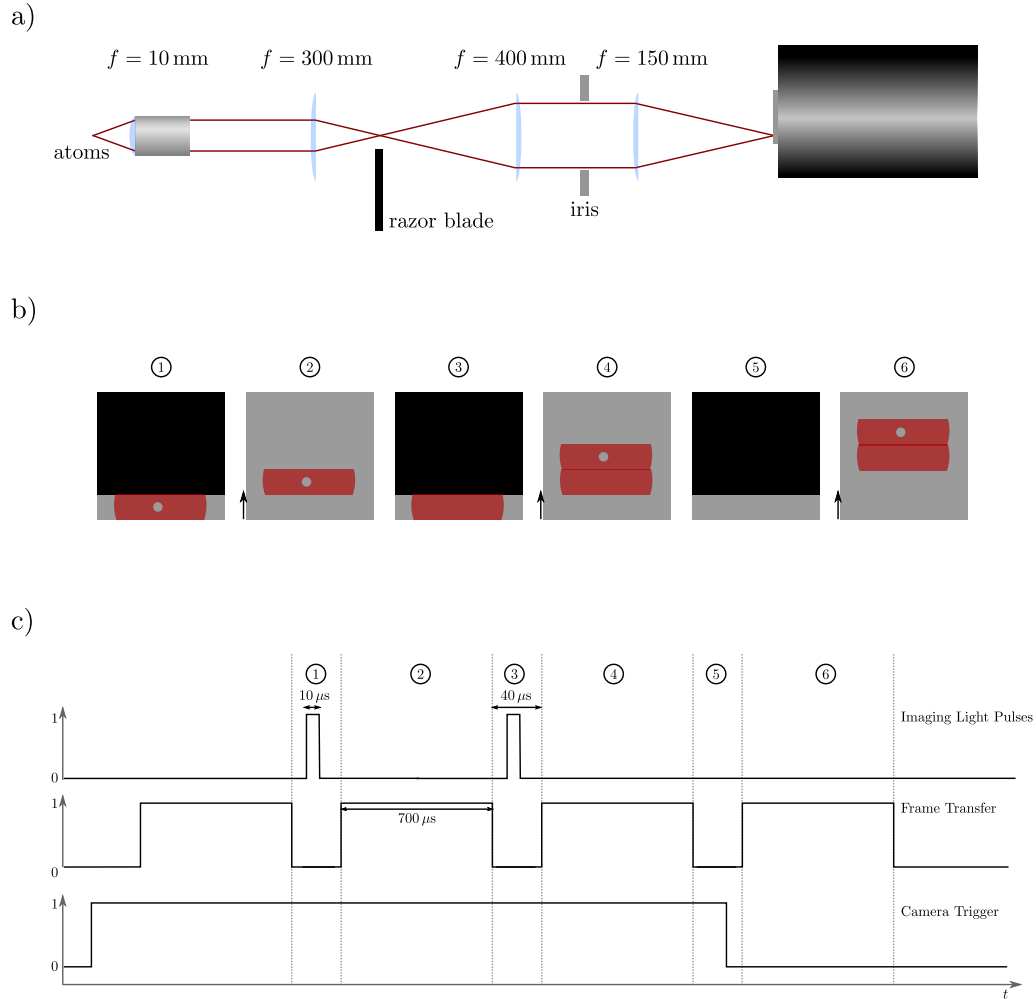 a)
f = 10 mm
f = 300 mm
f = 400 mm
f = 150 mm
atoms
razor blade
iris
b)
1
2
3
4
5
6
c)
1
2
3
4
5
6
10 μs
40 μs
1
Imaging Light Pulses
0
1
Frame Transfer
700 μs
0
1
Camera Trigger
0
t